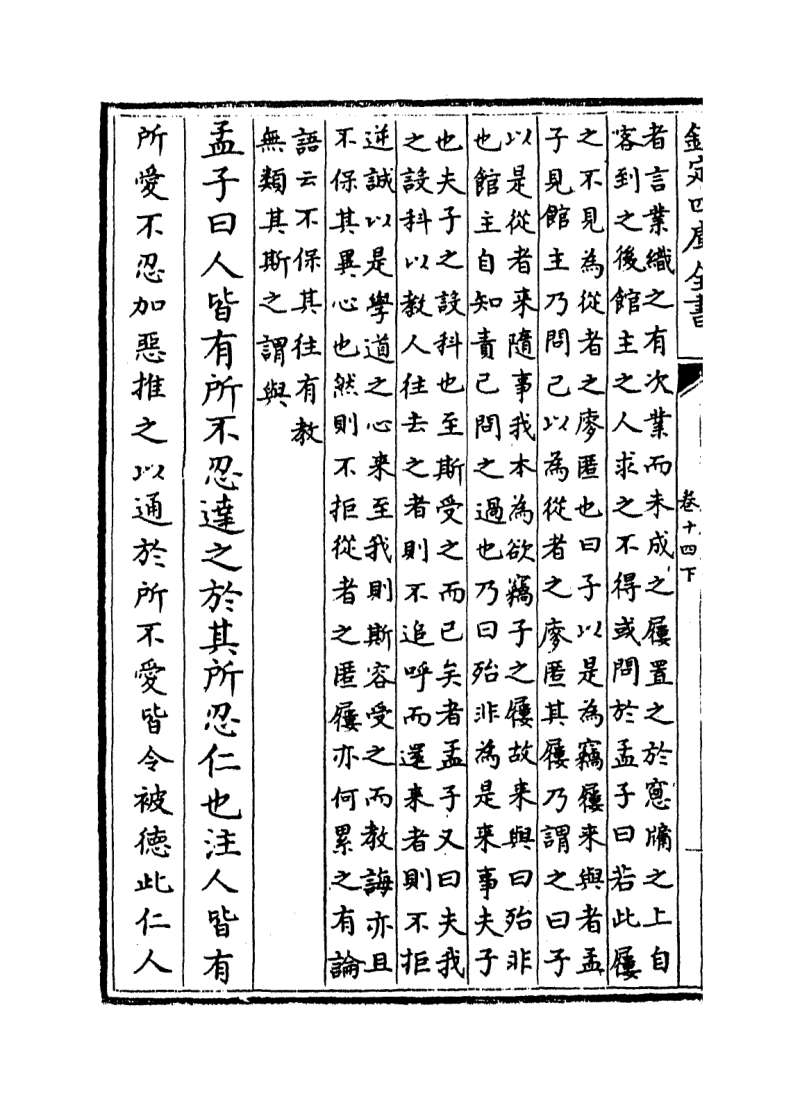 欽定四庫全書
卷十四下
者言業織之有次業而未成之屨置之於窻牖之上自
客到之後館主之人求之不得或問於孟子曰若此屨
之不見為從者之廖匿也曰子以是為竊屨来與者孟
子見館主乃問己以為從者之廖匿其屨乃謂之曰子
以是從者来隨事我本為欲竊子之屨故来與曰殆非
也館主自知責己問之過也乃曰殆非為是来事夫子
也夫子之設科也至斯受之而已矣者孟子又曰夫我
之設科以教人往去之者則不追呼而還来者則不拒
逆誠以是學道之心来至我則斯容受之而教誨亦且
不保其異心也然則不拒從者之匿屨亦何累之有論
語云不保其往有教
無類其斯之謂與
孟子曰人皆有所不忍達之於其所忍仁也注人皆有
所愛不忍加惡推之以通於所不愛皆令被德此仁人